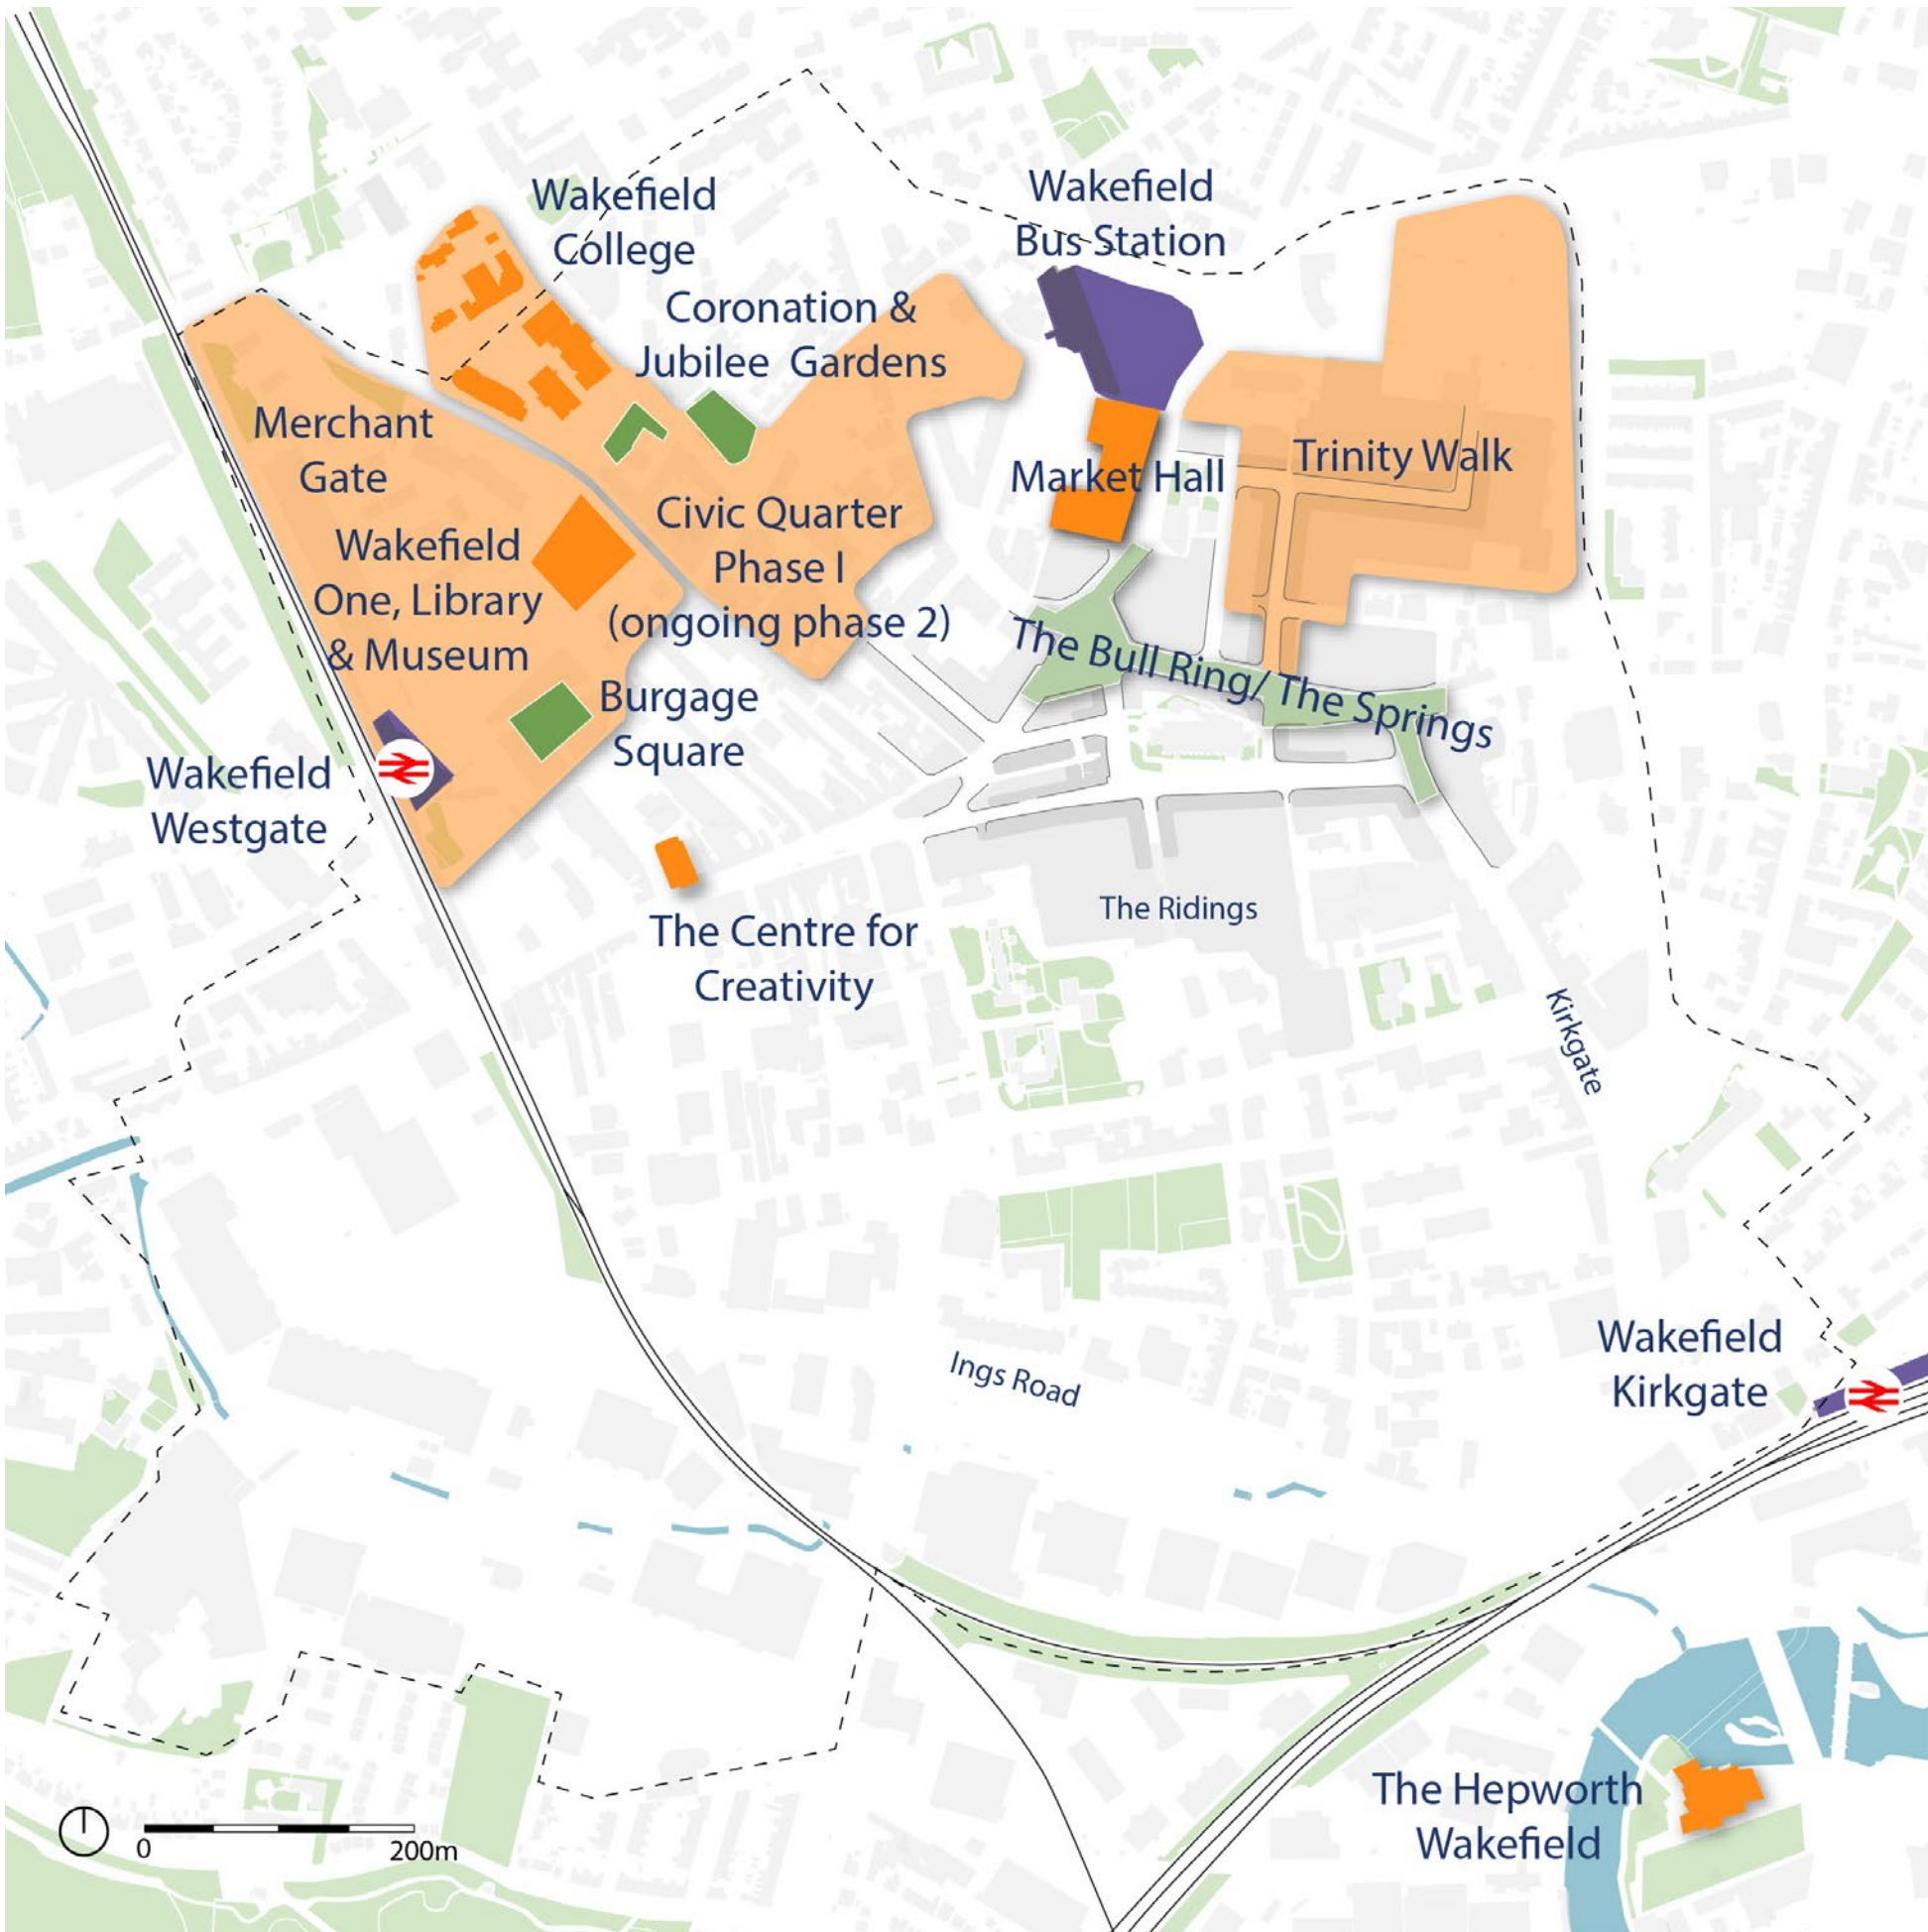 Wakefield
College
Wakefield
Bus Station
Coronation &
Jubilee Gardens
Merchant
Gate
Market Hall
Trinity Walk
Civic Quarter
Phase I
(ongoing phase 2)
Wakefield
One, Library
& Museum
The Bull Ring/ The Springs
Burgage
Square
Wakefield
Westgate
The Ridings
The Centre for
Creativity
Kirkgate
Wakefield
Kirkgate
Ings Road
The Hepworth
Wakefield
0
200m